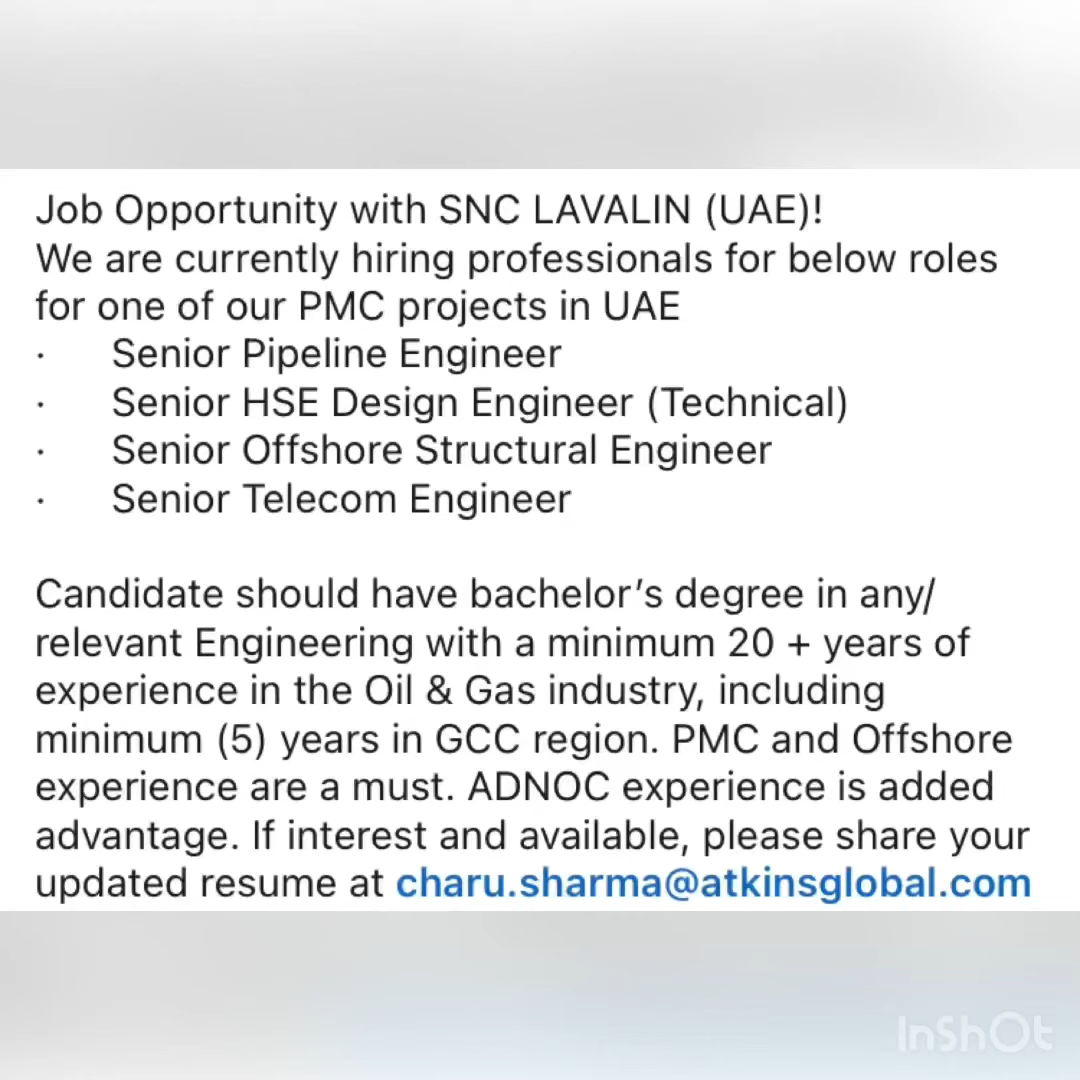 Job Opportunity with SNC LAVALIN (UAE)!
We are currently hiring professionals for below roles
for one of our PMC projects in UAE
· Senior Pipeline Engineer
· Senior HSE Design Engineer (Technical)
· Senior Offshore Structural Engineer
· Senior Telecom Engineer
Candidate should have bachelor’s degree in any/
relevant Engineering with a minimum 20 + years of
experience in the Oil & Gas industry, including
minimum (5) years in GCC region. PMC and Offshore
experience are a must. ADNOC experience is added
advantage. If interest and available, please share your
updated resume at charu.sharma@atkinsglobal.com
InShOt